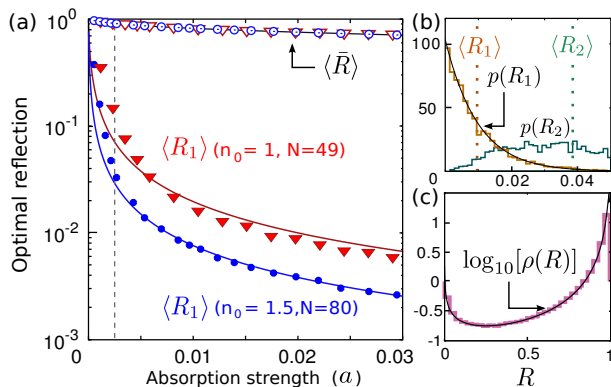 (a)
10^0
10^-1
10^-2
10^-3
Optimal reflection
⟨R̄⟩
⟨R₁⟩ (n₀ = 1, N=49)
⟨R₁⟩ (n₀ = 1.5,N=80)
0 0.01 0.02 0.03
Absorption strength (a)
(b) ⟨R₁⟩ ⟨R₂⟩
100
50
0
p(R₁)
p(R₂)
0.02 0.04
(c)
1
0.5
0
-0.5
-1
log₁₀[ρ(R)]
0 1
R